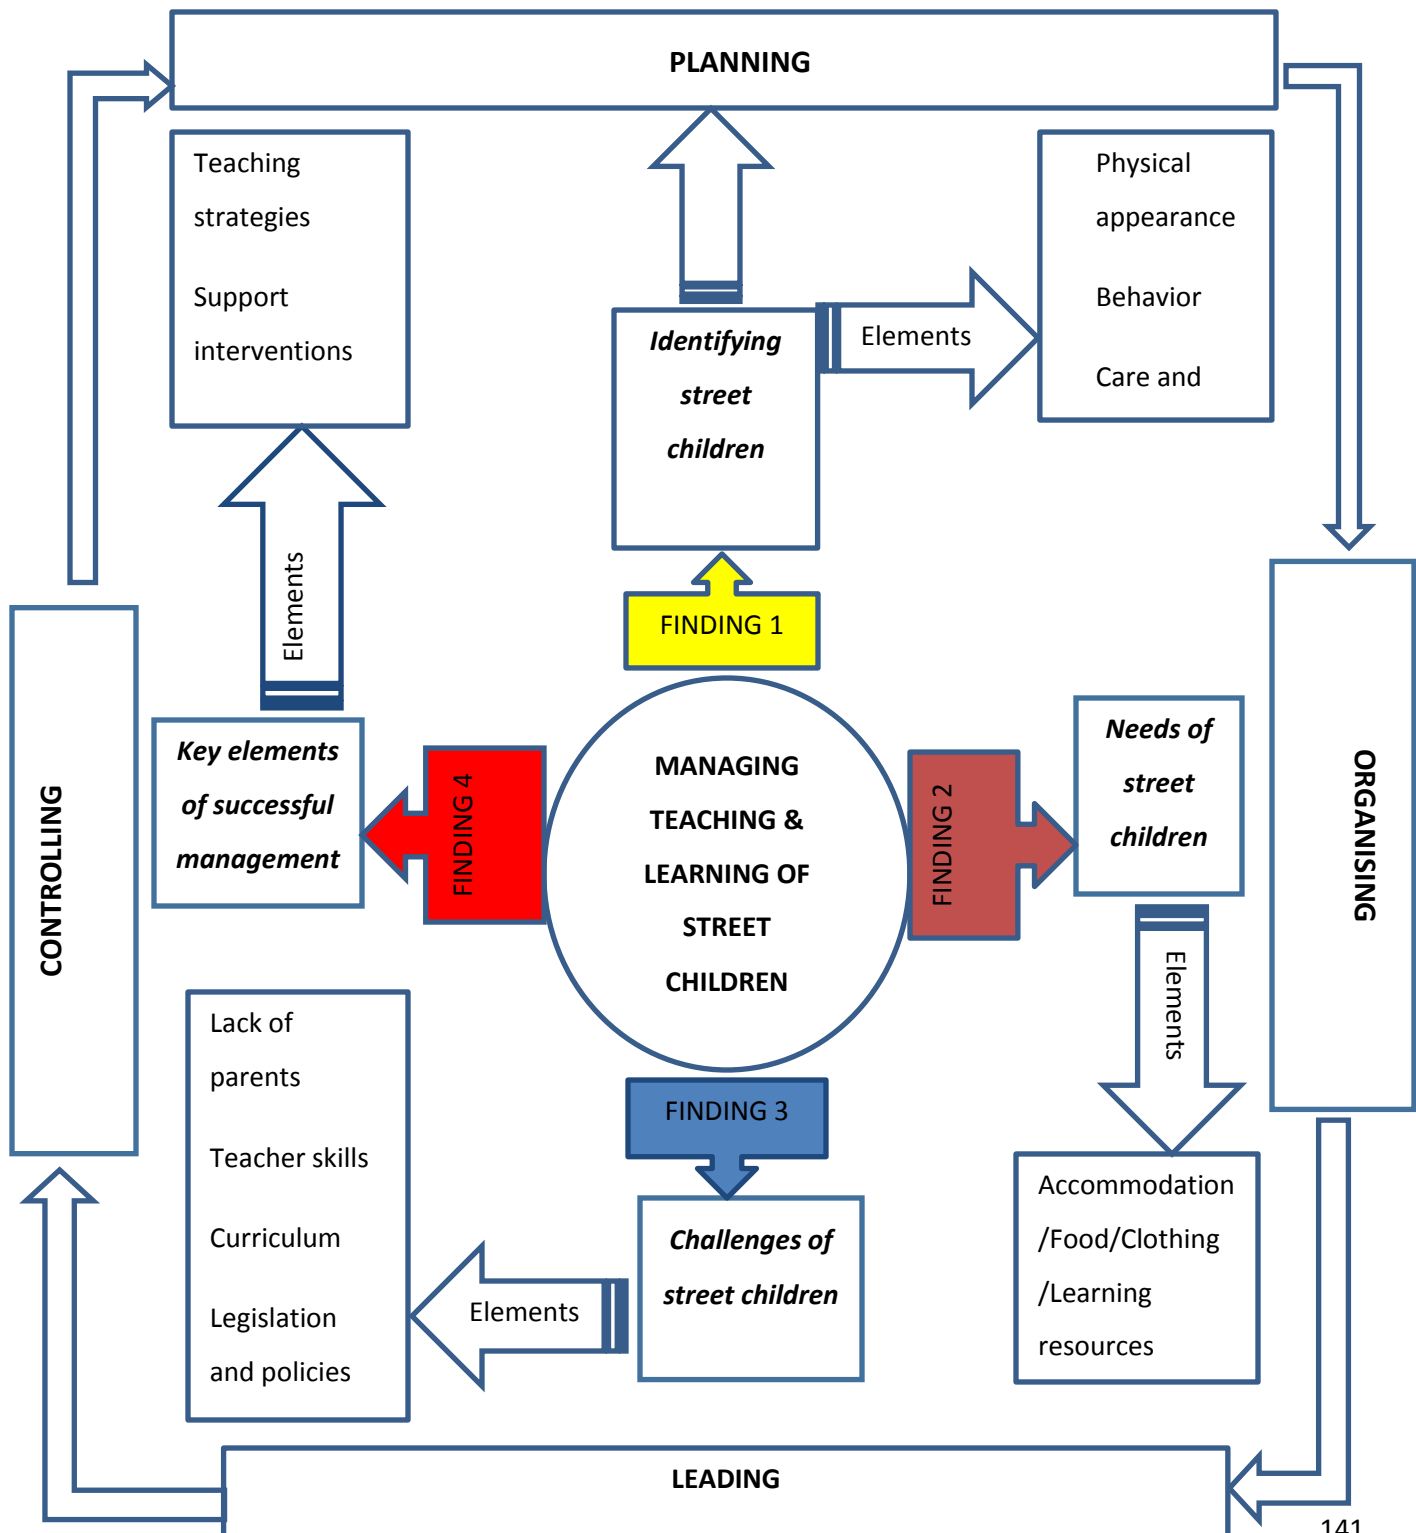 PLANNING
Teaching
strategies
Support
interventions
Physical
appearance
Behavior
Care and
Identifying
street
children
Elements
Elements
FINDING 1
CONTROLLING
Key elements
of successful
management
FINDING 4
MANAGING
TEACHING &
LEARNING OF
STREET
CHILDREN
FINDING 2
Needs of
street
children
ORGANISING
Elements
Lack of
parents
Teacher skills
Curriculum
Legislation
and policies
FINDING 3
Challenges of
street children
Elements
Accommodation
/Food/Clothing
/Learning
resources
LEADING
141